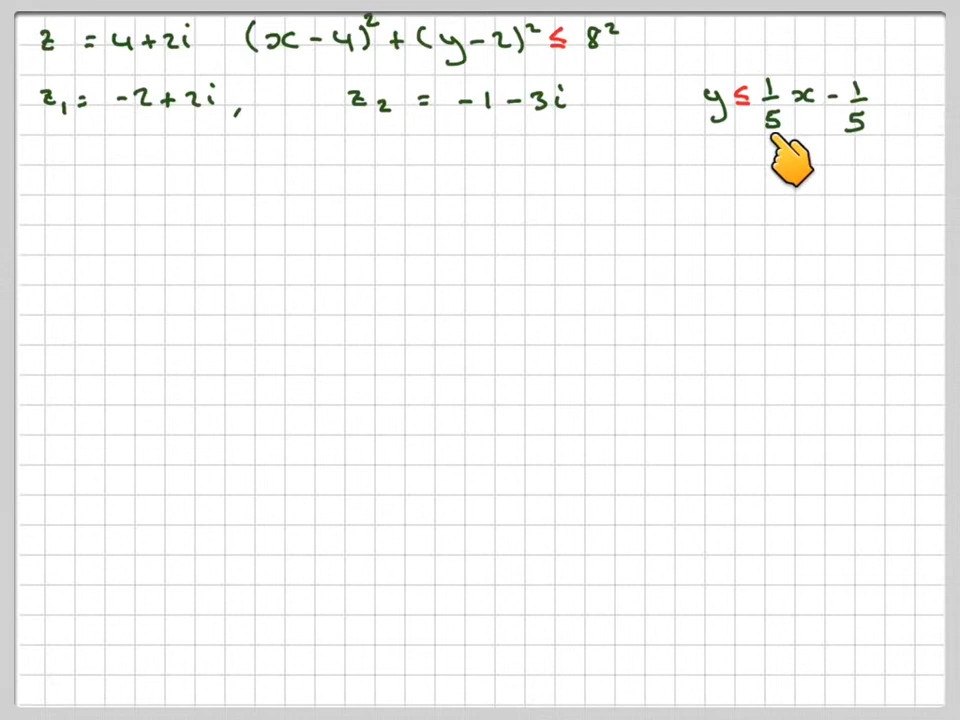 z = 4+2i (x-4)² + (y-2)² ≤ 8²
z₁ = -2+2i, z₂ = -1-3i y ≤ 1/5 x - 1/5